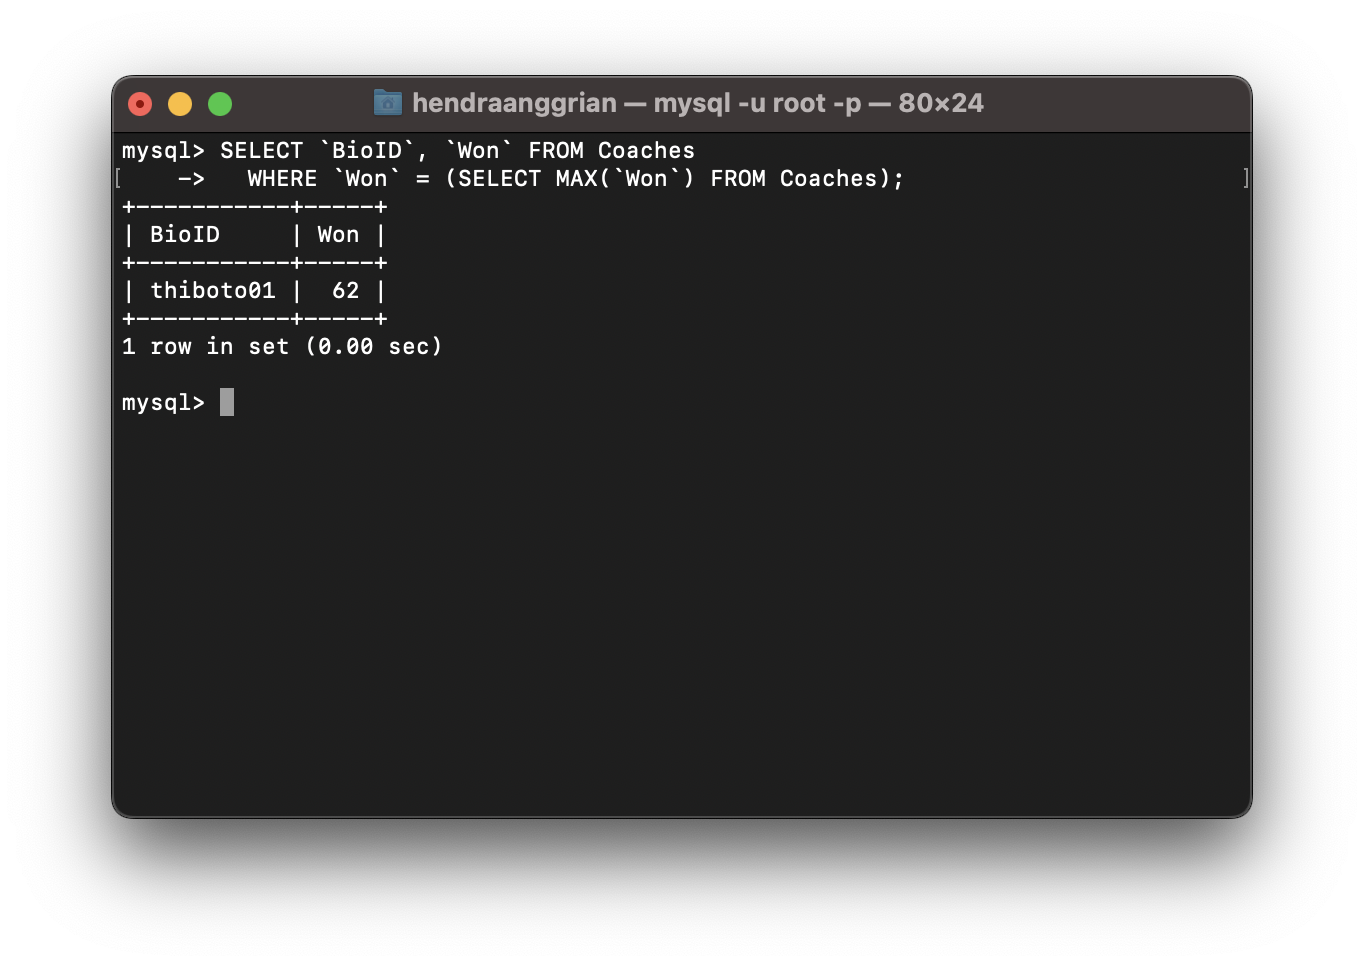 hendraanggrian — mysql -u root -p — 80×24
mysql> SELECT `BioID`, `Won` FROM Coaches
[    ->   WHERE `Won` = (SELECT MAX(`Won`) FROM Coaches);    ]
+-----------+-----+
| BioID     | Won |
+-----------+-----+
| thiboto01 |  62 |
+-----------+-----+
1 row in set (0.00 sec)
mysql>